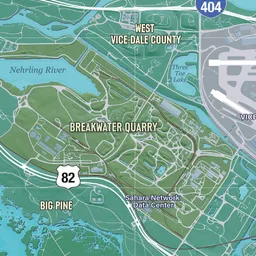 404
WEST
VICE DALE COUNTY
Nehrling River
Three
Toe
Lake
VICE
BREAKWATER QUARRY
82
Sahara Network
Data Center
BIG PINE